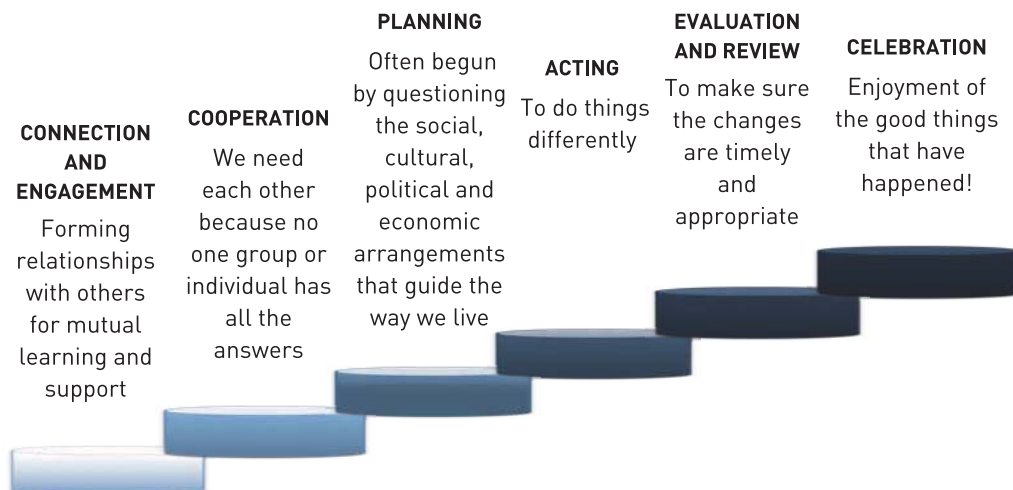 CONNECTION
AND
ENGAGEMENT
Forming
relationships
with others
for mutual
learning and
support
COOPERATION
We need
each other
because no
one group or
individual has
all the
answers
PLANNING
Often begun
by questioning
the social,
cultural,
political and
economic
arrangements
that guide the
way we live
ACTING
To do things
differently
EVALUATION
AND REVIEW
To make sure
the changes
are timely
and
appropriate
CELEBRATION
Enjoyment of
the good things
that have
happened!